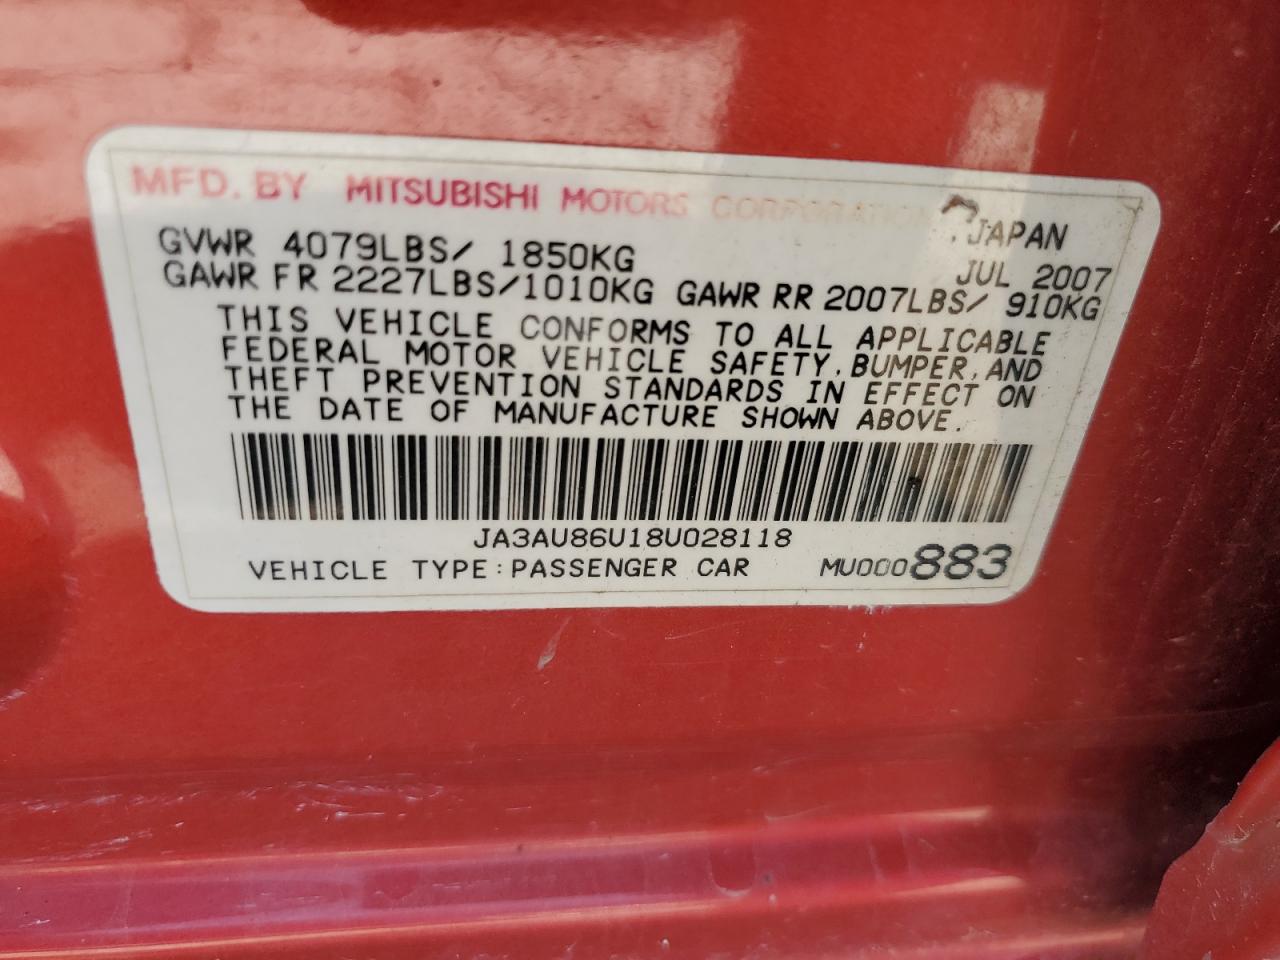 MFD. BY MITSUBISHI MOTORS CORPORATION JAPAN
GVWR 4079LBS/ 1850KG JUL 2007
GAWR FR 2227LBS/1010KG GAWR RR 2007LBS/ 910KG
THIS VEHICLE CONFORMS TO ALL APPLICABLE
FEDERAL MOTOR VEHICLE SAFETY, BUMPER, AND
THEFT PREVENTION STANDARDS IN EFFECT ON
THE DATE OF MANUFACTURE SHOWN ABOVE.
JA3AU86U18U028118
VEHICLE TYPE:PASSENGER CAR MU000883